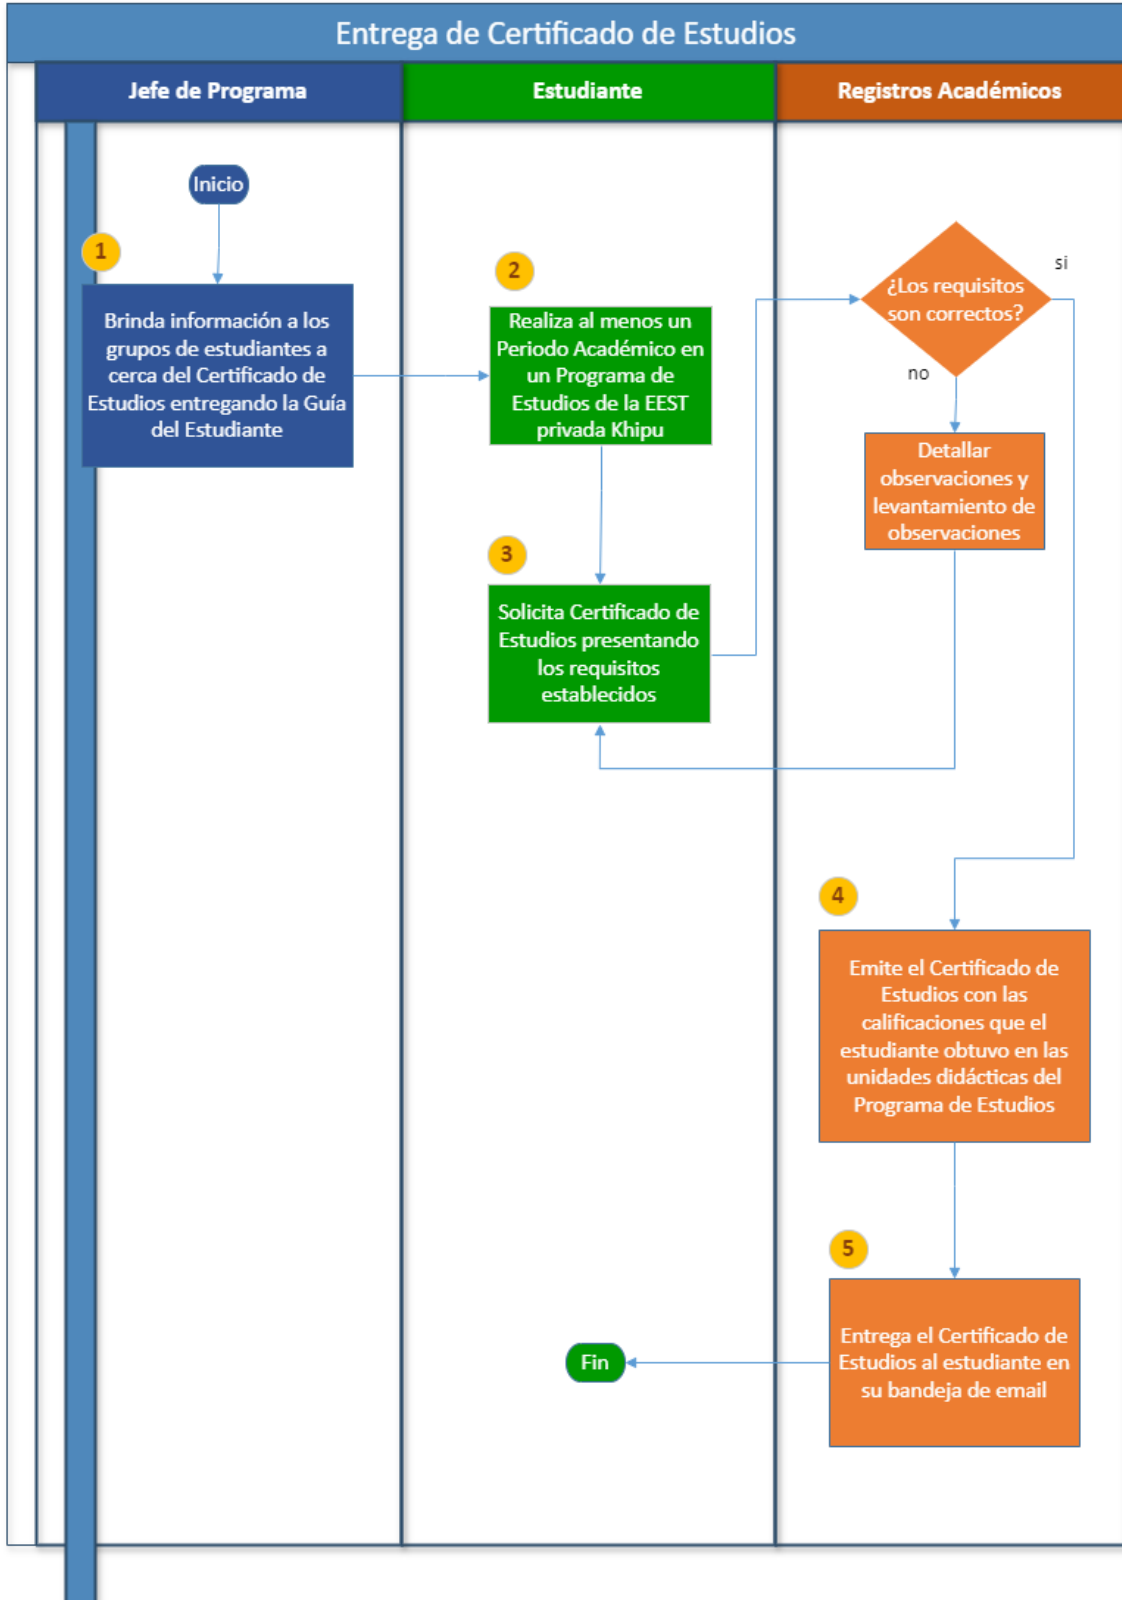 Entrega de Certificado de Estudios
Jefe de Programa
Estudiante
Registros Académicos
Inicio
1
Brinda información a los
grupos de estudiantes a
cerca del Certificado de
Estudios entregando la Guía
del Estudiante
2
Realiza al menos un
Periodo Académico en
un Programa de
Estudios de la EEST
privada Khipu
3
Solicita Certificado de
Estudios presentando
los requisitos
establecidos
¿Los requisitos
son correctos?
si
no
Detallar
observaciones y
levantamiento de
observaciones
4
Emite el Certificado de
Estudios con las
calificaciones que el
estudiante obtuvo en las
unidades didácticas del
Programa de Estudios
5
Entrega el Certificado de
Estudios al estudiante en
su bandeja de email
Fin